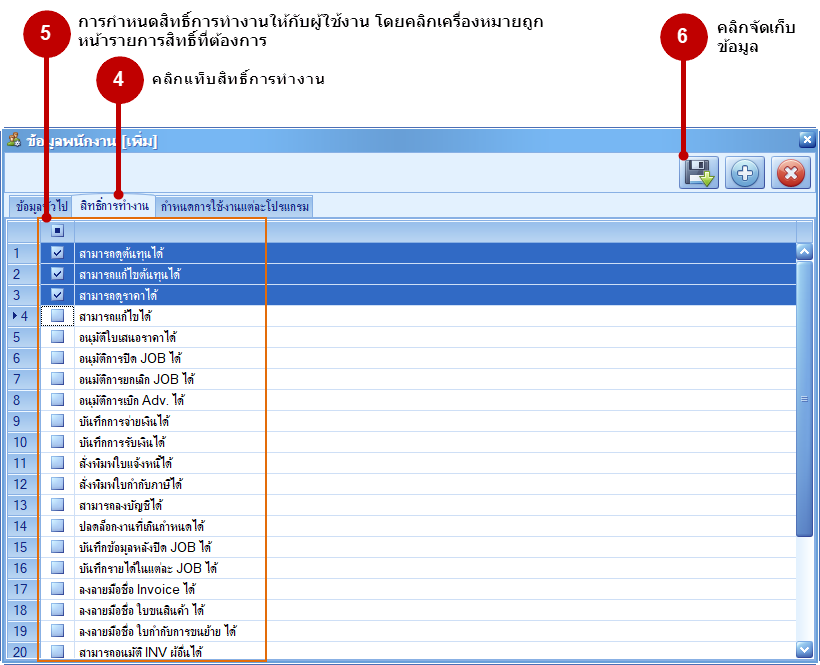 5
การกำหนดสิทธิ์การทำงานให้กับผู้ใช้งาน โดยคลิกเครื่องหมายถูก
หน้ารายการสิทธิ์ที่ต้องการ
6
คลิกจัดเก็บ
ข้อมูล
4
คลิกแท็บสิทธิ์การทำงาน
ข้อมูลพนักงาน [เพิ่ม]
ข้อมูลทั่วไป สิทธิ์การทำงาน กำหนดการใช้งานแต่ละโปรแกรม
1 สามารถดูต้นทุนได้
2 สามารถแก้ไขต้นทุนได้
3 สามารถดูราคาได้
4 สามารถแก้ไขได้
5 อนุมัติใบเสนอราคาได้
6 อนุมัติการปิด JOB ได้
7 อนุมัติการยกเลิก JOB ได้
8 อนุมัติการเบิก Adv. ได้
9 บันทึกการจ่ายเงินได้
10 บันทึกการรับเงินได้
11 สั่งพิมพ์ใบแจ้งหนี้ได้
12 สั่งพิมพ์ใบกำกับภาษีได้
13 สามารถลงบัญชีได้
14 ปลดล็อกงานที่เกินกำหนดได้
15 บันทึกข้อมูลหลังปิด JOB ได้
16 บันทึกรายได้ในแต่ละ JOB ได้
17 ลงลายมือชื่อ Invoice ได้
18 ลงลายมือชื่อ ใบขนสินค้า ได้
19 ลงลายมือชื่อ ใบกำกับการขนย้าย ได้
20 สามารถอนุมัติ INV ผู้อื่นได้